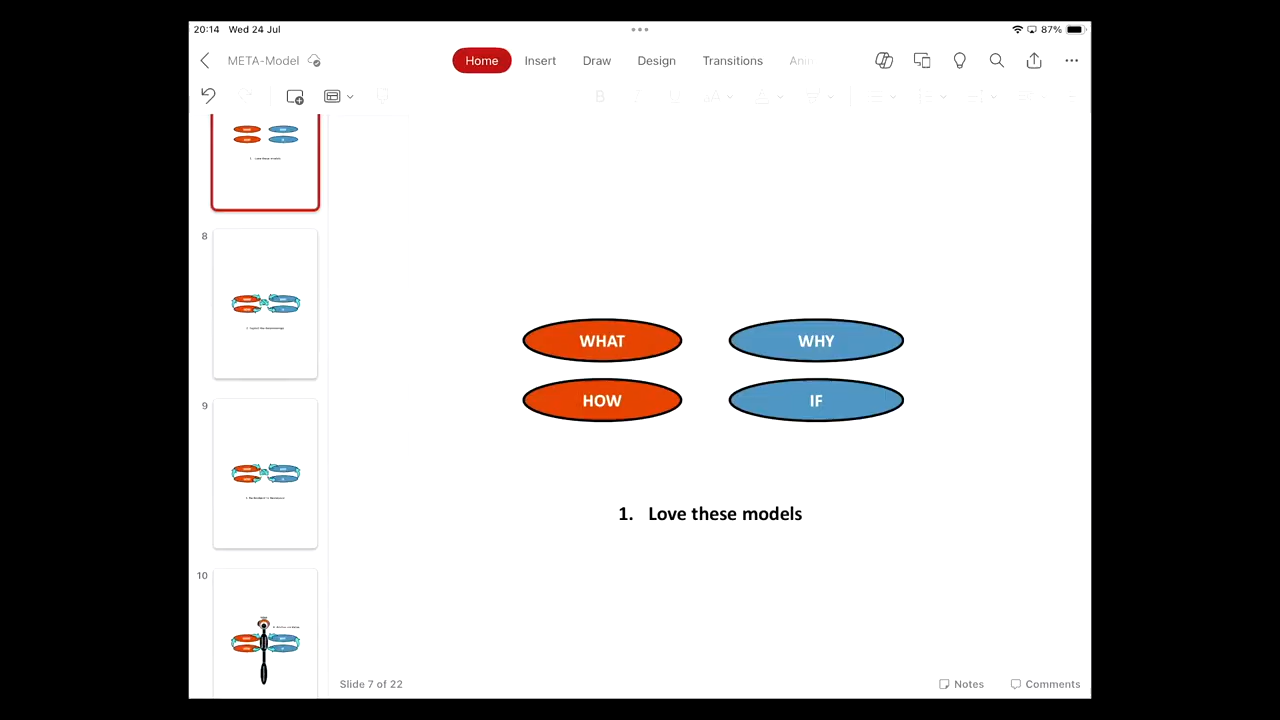 20:14 Wed 24 Jul
87%
META-Model
Home Insert Draw Design Transitions Ani
B
8
9
10
WHAT WHY
HOW IF
1. Love these models
Slide 7 of 22
Notes Comments